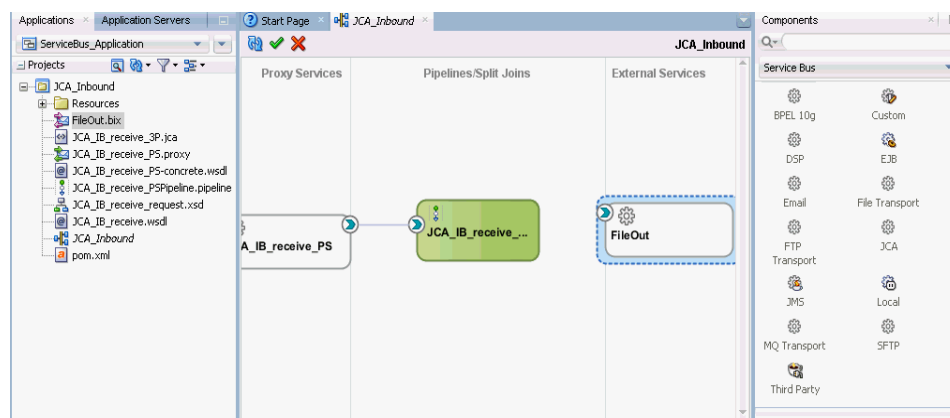 Applications
Application Servers
Start Page
JCA_Inbound
Components
ServiceBus_Application
JCA_Inbound
Projects
Service Bus
JCA_Inbound
Resources
FileOut.bix
JCA_IB_receive_3P.jca
JCA_IB_receive_PS.proxy
JCA_IB_receive_PS-concrete.wsdl
JCA_IB_receive_PSPipeline.pipeline
JCA_IB_receive_request.xsd
JCA_IB_receive.wsdl
JCA_Inbound
pom.xml
Proxy Services
Pipelines/Split Joins
External Services
A_IB_receive_PS
JCA_IB_receive_...
FileOut
BPEL 10g
Custom
DSP
EJB
Email
File Transport
FTP
Transport
JCA
JMS
Local
MQ Transport
SFTP
Third Party